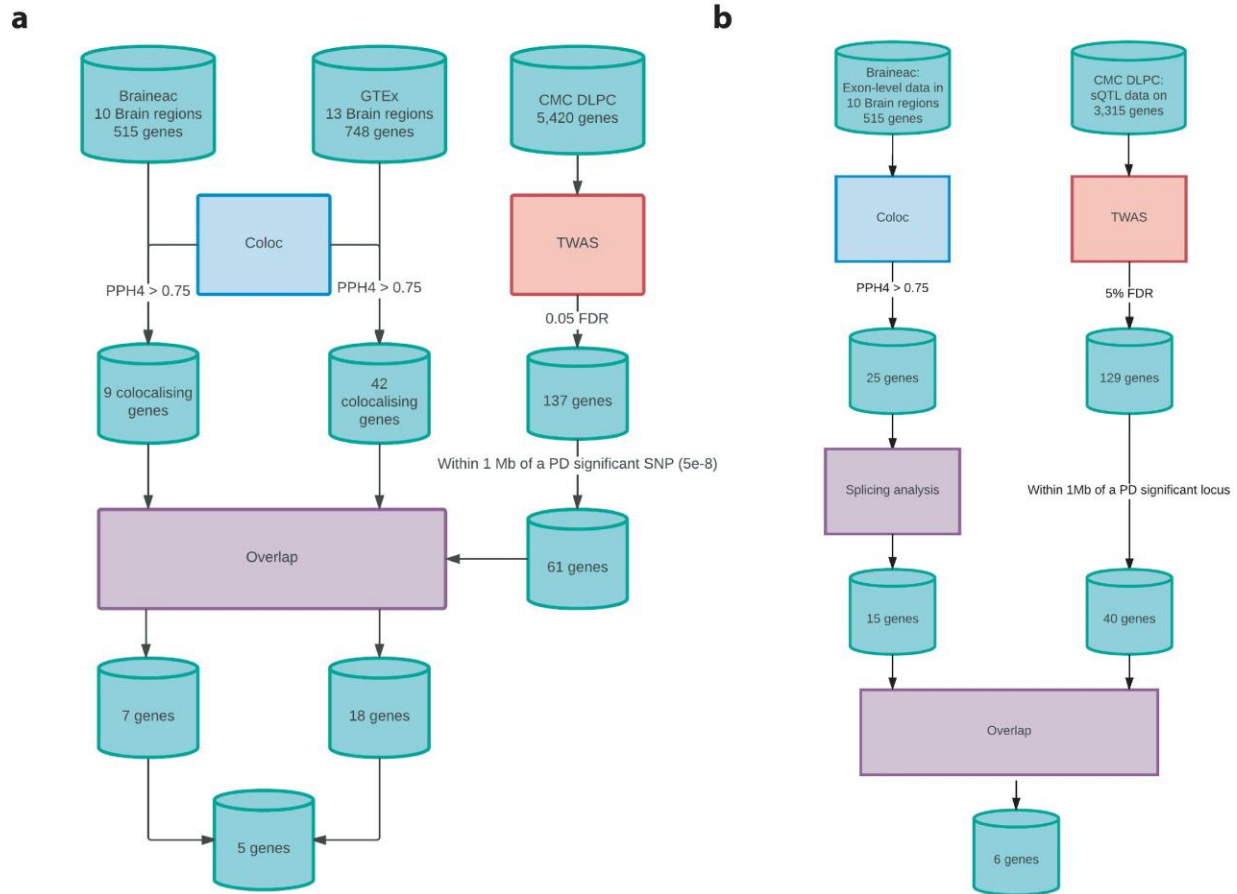 a
Braineac
10 Brain regions
515 genes
GTEx
13 Brain regions
748 genes
CMC DLPC
5,420 genes
Coloc
TWAS
PPH4 > 0.75
PPH4 > 0.75
0.05 FDR
9 colocalising
genes
42
colocalising
genes
137 genes
Within 1 Mb of a PD significant SNP (5e-8)
Overlap
61 genes
7 genes
18 genes
5 genes
b
Braineac:
Exon-level data in
10 Brain regions
515 genes
CMC DLPC:
sQTL data on
3,315 genes
Coloc
TWAS
PPH4 > 0.75
5% FDR
25 genes
129 genes
Splicing analysis
Within 1Mb of a PD significant locus
15 genes
40 genes
Overlap
6 genes